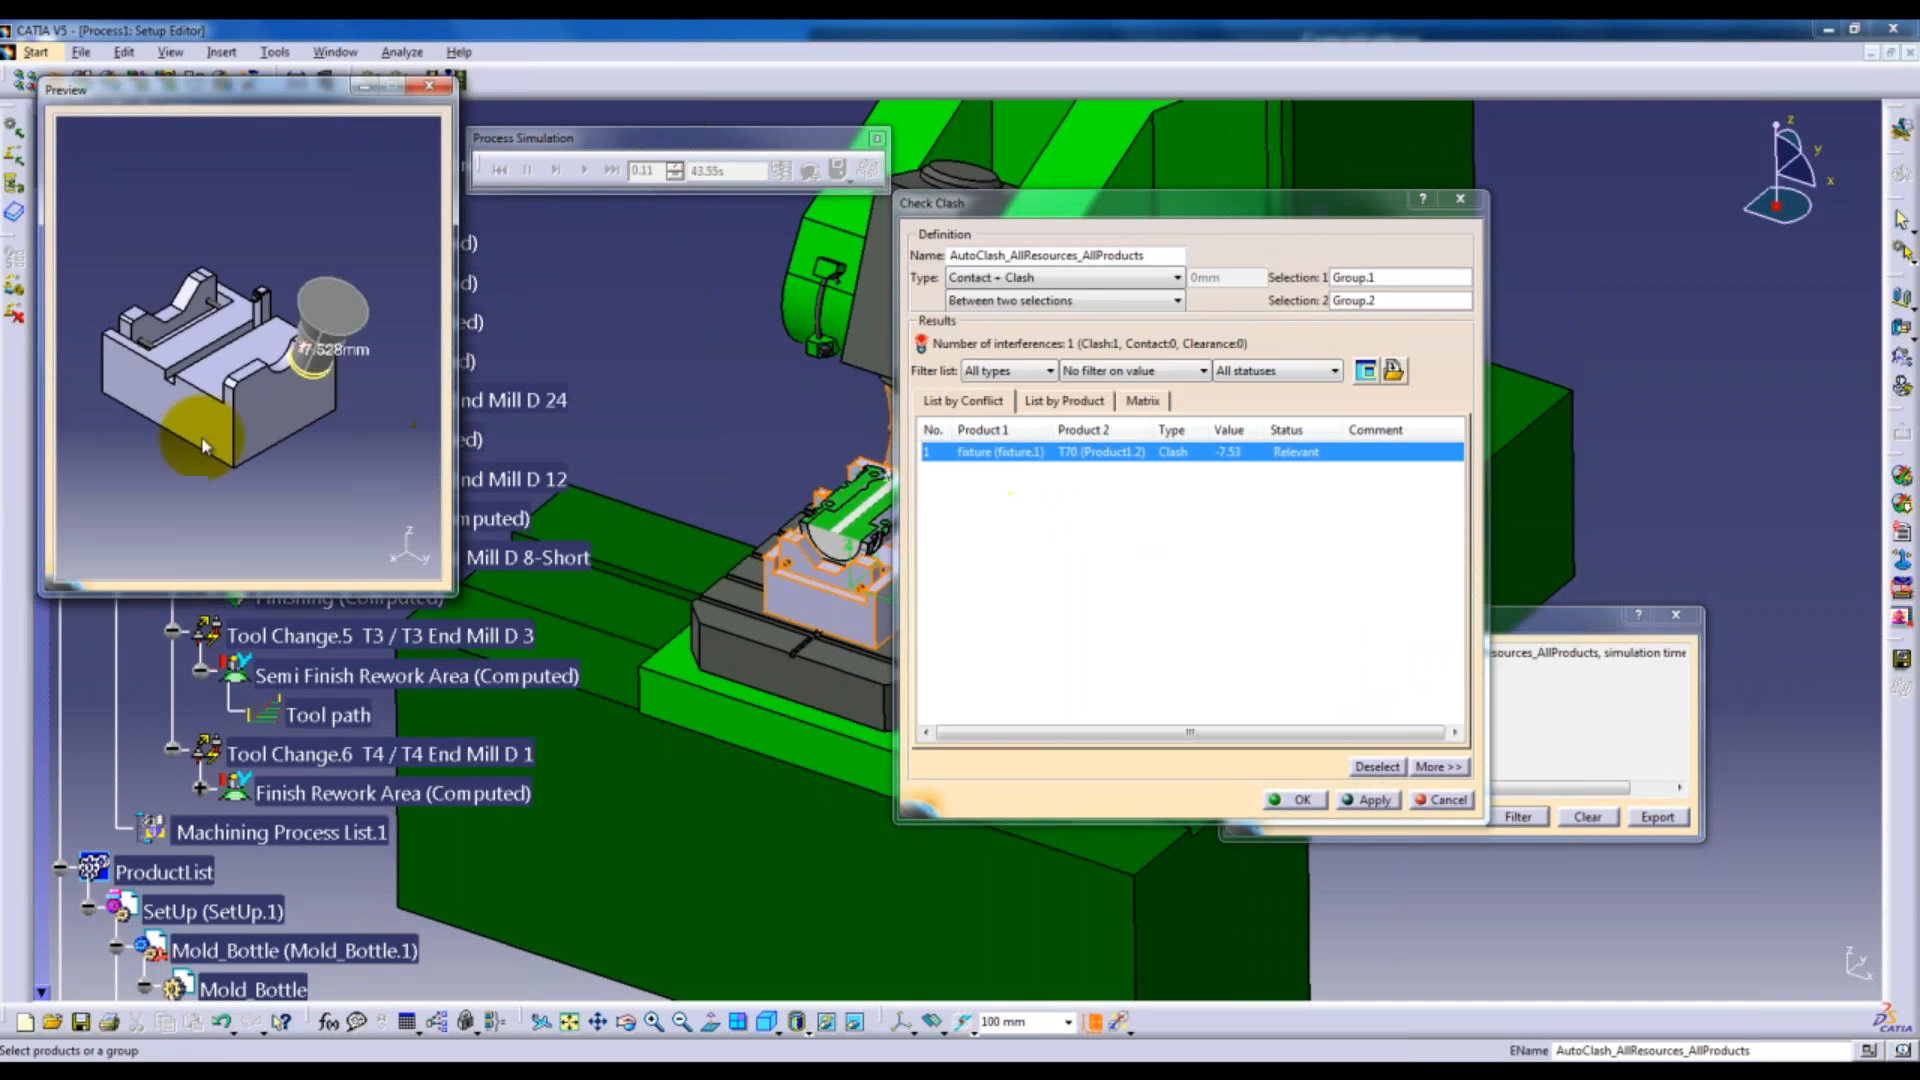 CATIA V5 - [Process1: Setup Editor]
Start File Edit View Insert Tools Window Analyze Help
Preview
7.528mm
z
x y
Process Simulation
0.11 43.55s
z
y
x
Check Clash
Definition
Name: AutoClash_AllResources_AllProducts
Type: Contact + Clash 0mm Selection: 1 Group.1
Between two selections Selection: 2 Group.2
Results
Number of interferences: 1 (Clash:1, Contact:0, Clearance:0)
Filter list: All types No filter on value All statuses
List by Conflict List by Product Matrix
No. Product 1 Product 2 Type Value Status Comment
1 fixture (fixture.1) T70 (Product1.2) Clash -7.53 Relevant
Deselect More >>
OK Apply Cancel
sources_AllProducts, simulation time
Filter Clear Export
d)
d)
ed)
d)
nd Mill D 24
ed)
nd Mill D 12
mputed)
Mill D 8-Short
Finishing (Computed)
Tool Change.5 T3 / T3 End Mill D 3
Semi Finish Rework Area (Computed)
Tool path
Tool Change.6 T4 / T4 End Mill D 1
Finish Rework Area (Computed)
Machining Process List.1
ProductList
SetUp (SetUp.1)
Mold_Bottle (Mold_Bottle.1)
Mold_Bottle
z
y
x
f(x) 100 mm
DS CATIA
Select products or a group
EName AutoClash_AllResources_AllProducts